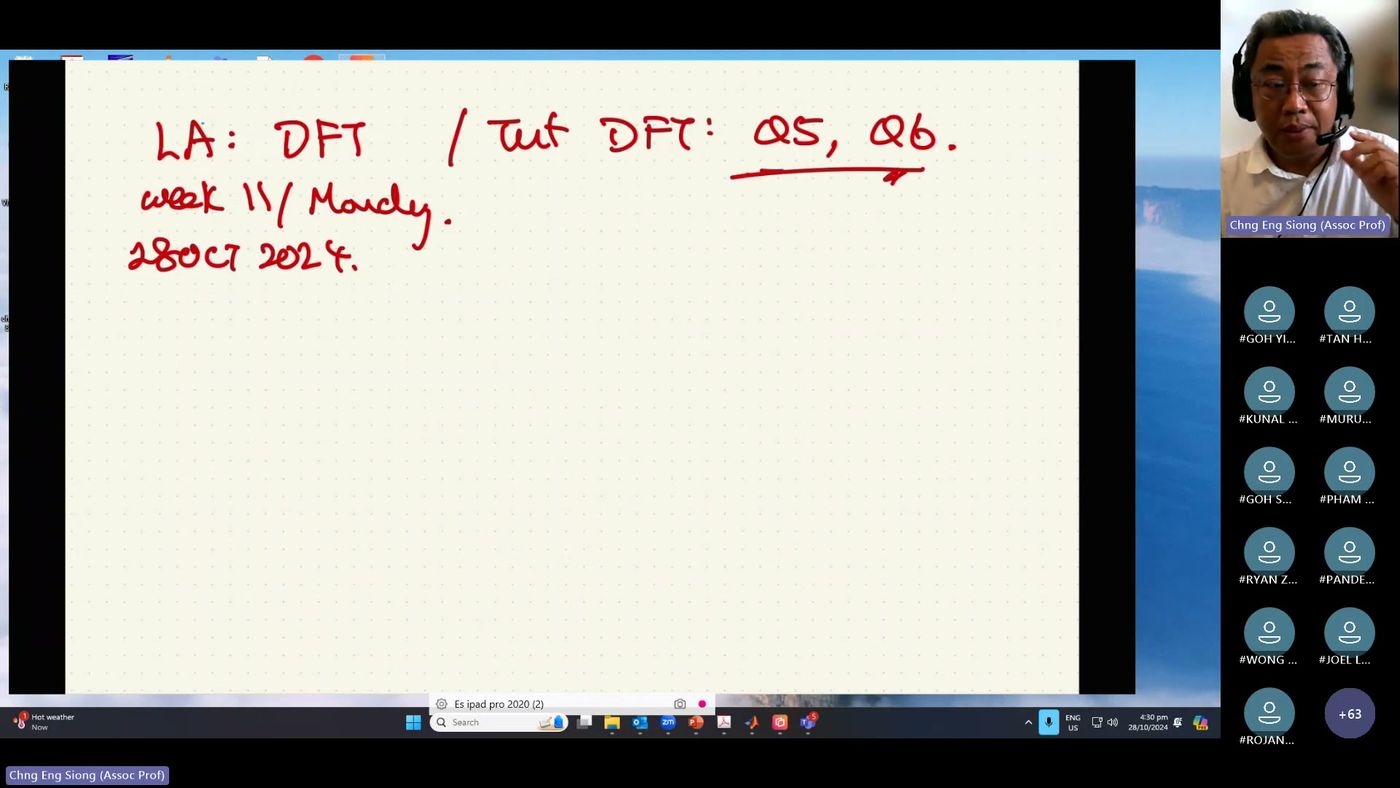 LA: DFT / Tut DFT: Q5, Q6.
week 11/ Monday.
28 OCT 2024.
Chng Eng Siong (Assoc Prof)
#GOH YI... #TAN H...
#KUNAL ... #MURU...
#GOH S... #PHAM ...
#RYAN Z... #PANDE...
#WONG ... #JOEL L...
#ROJAN... +63
Es ipad pro 2020 (2)
Hot weather
Now
Search
ENG
US
4:30 pm
28/10/2024
Chng Eng Siong (Assoc Prof)